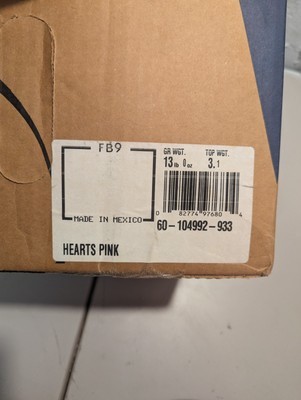 FB9
MADE IN MEXICO
HEARTS PINK
GR WGT. TOP WGT.
13 lb 0 oz 3.1
0 82774 97680 4
60-104992-933